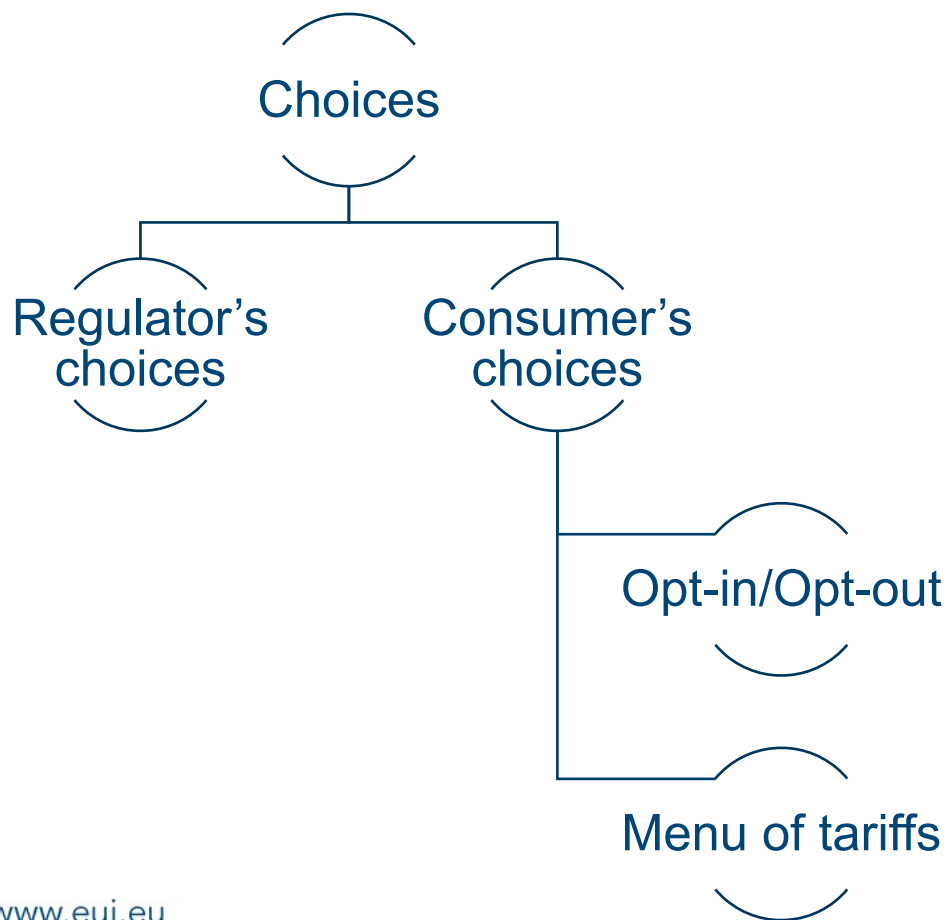 Choices
Regulator’s
choices
Consumer’s
choices
Opt-in/Opt-out
Menu of tariffs
www.eui.eu